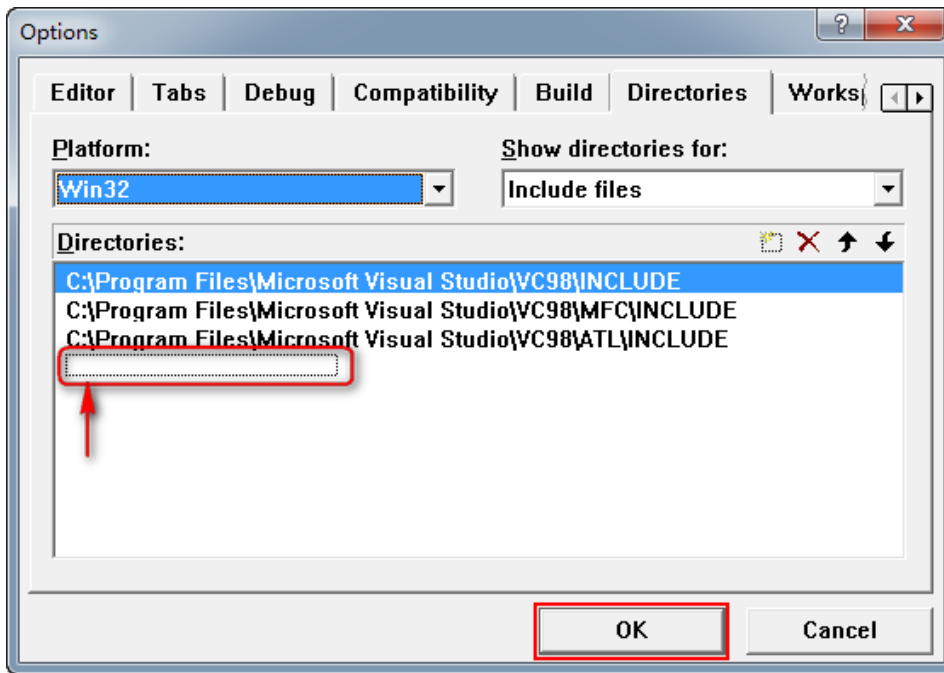 Options
Editor Tabs Debug Compatibility Build Directories Works
Platform: Show directories for:
Win32 Include files
Directories:
C:\Program Files\Microsoft Visual Studio\VC98\INCLUDE
C:\Program Files\Microsoft Visual Studio\VC98\MFC\INCLUDE
C:\Program Files\Microsoft Visual Studio\VC98\ATL\INCLUDE
OK Cancel